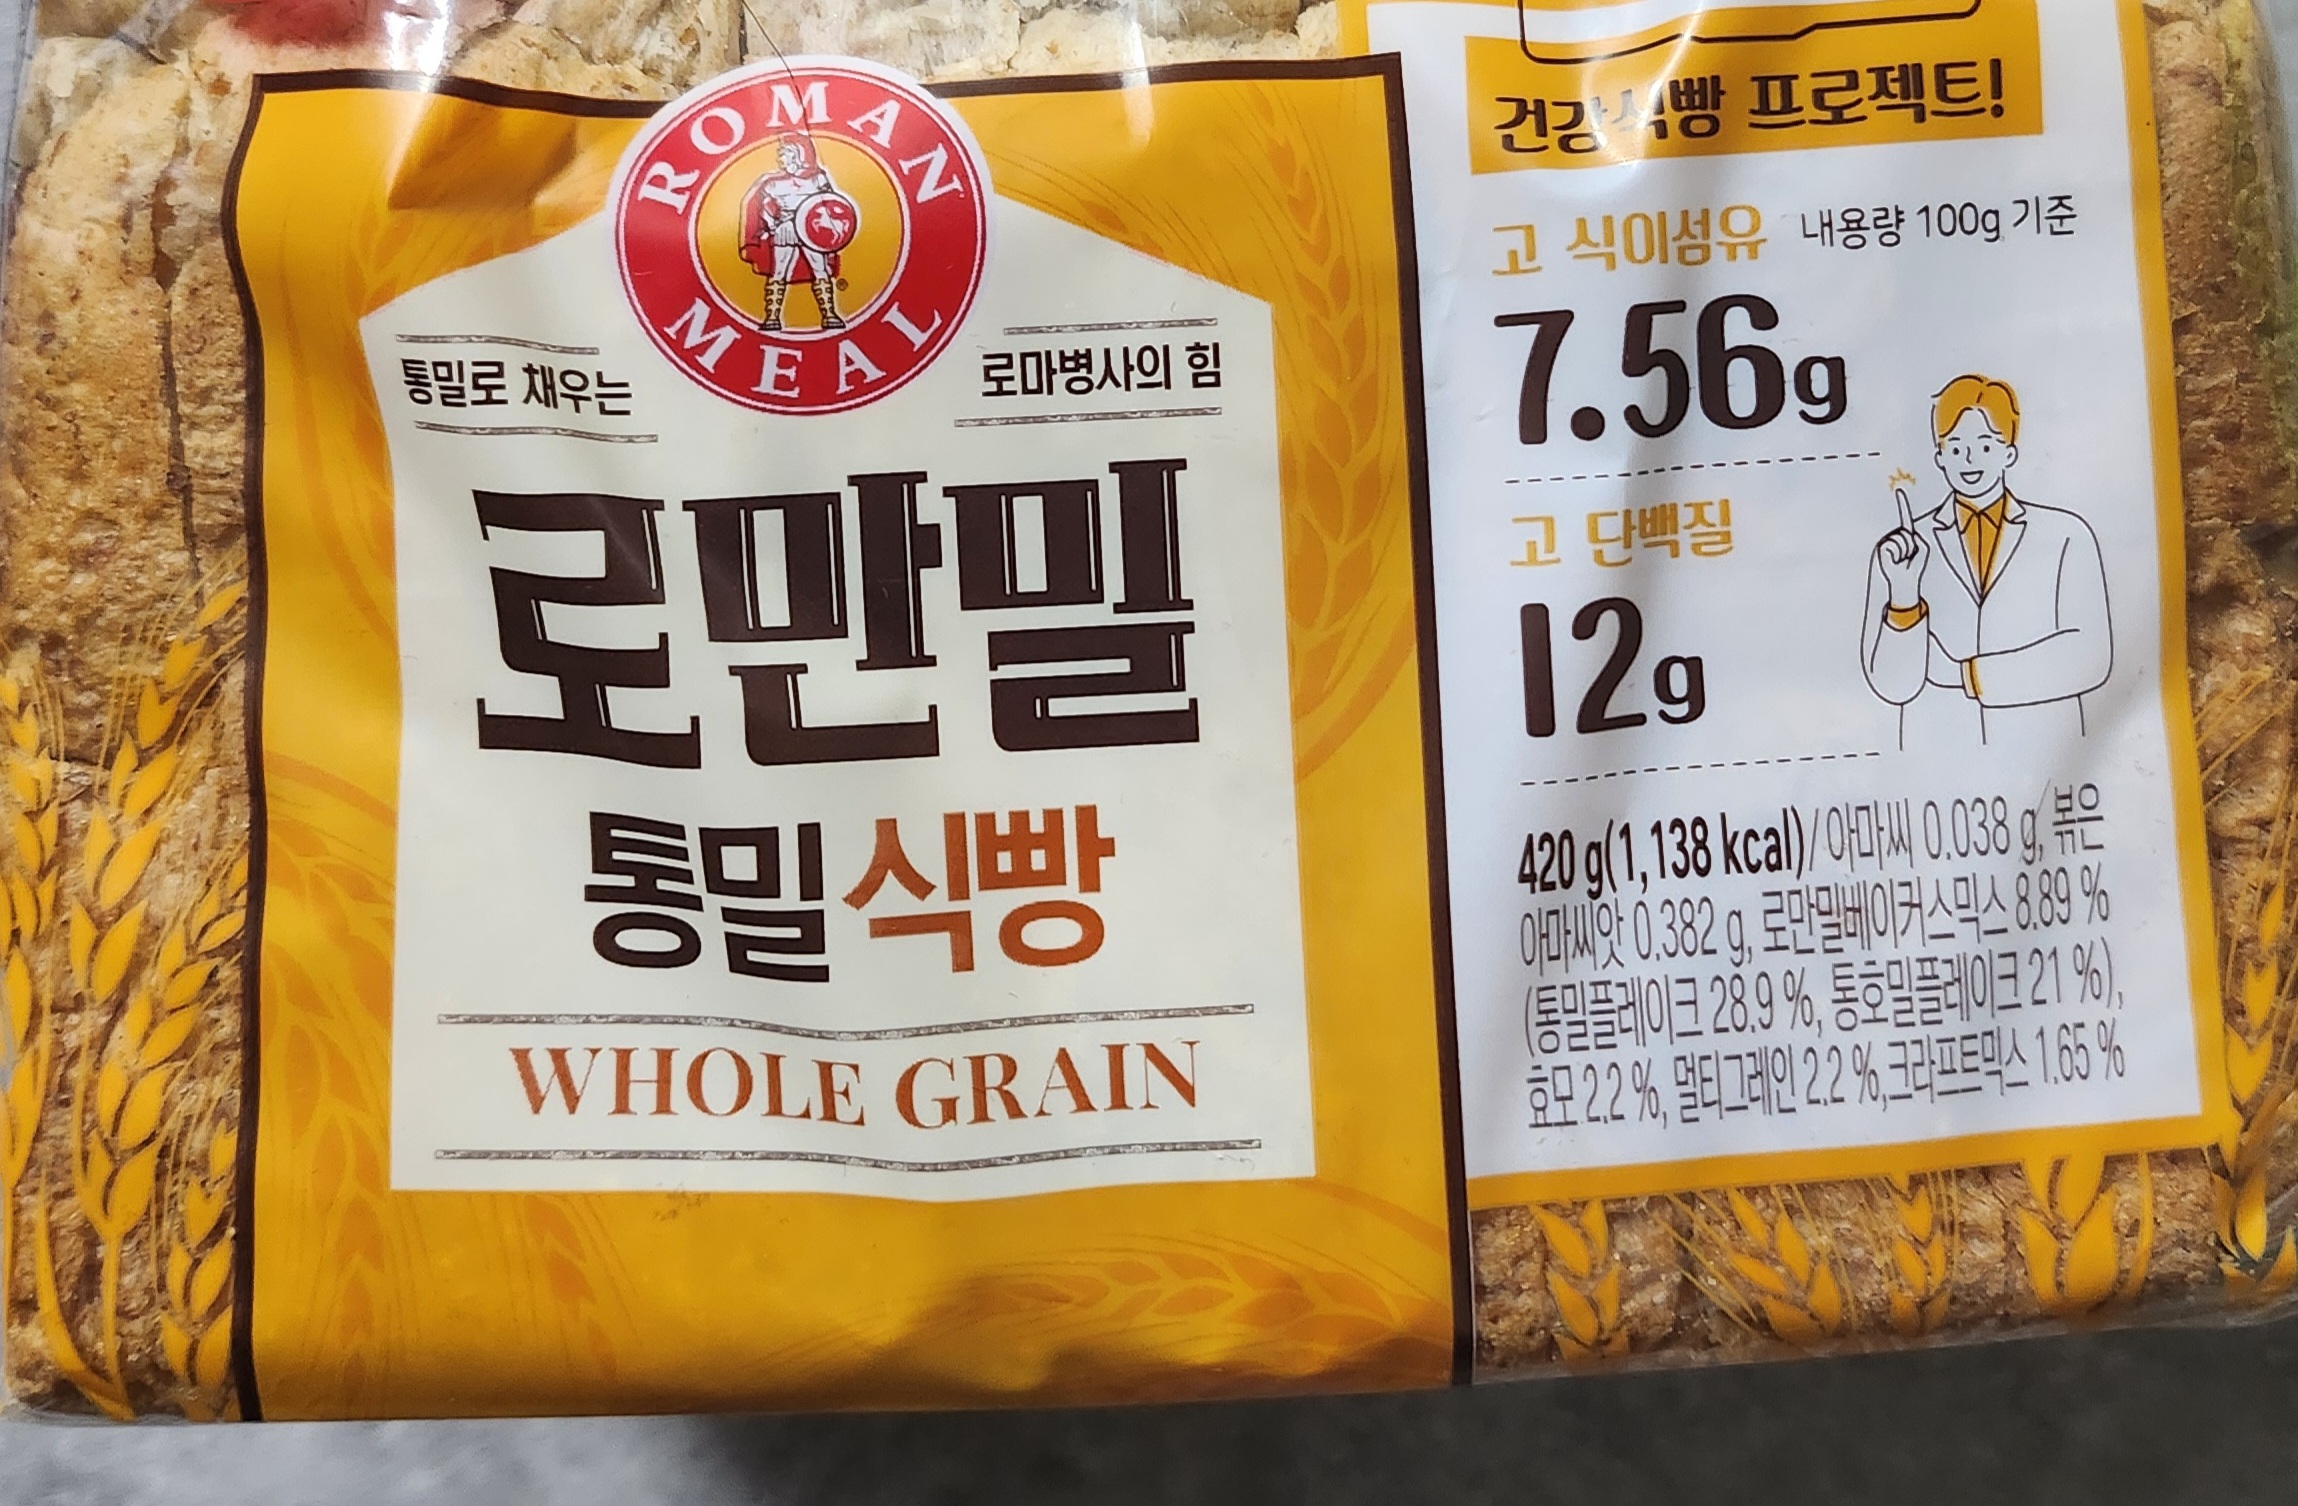 건강식빵 프로젝트!
ROMAN MEAL
통밀로 채우는
로마병사의 힘
로만밀
통밀식빵
WHOLE GRAIN
고 식이섬유 내용량 100g 기준
7.56g
고 단백질
12g
420 g(1,138 kcal)/아마씨 0.038 g, 볶은
아마씨앗 0.382 g, 로만밀베이커스믹스 8.89 %
(통밀플레이크 28.9 %, 통호밀플레이크 21 %),
효모 2.2 %, 멀티그레인 2.2 %,크라프트믹스 1.65 %